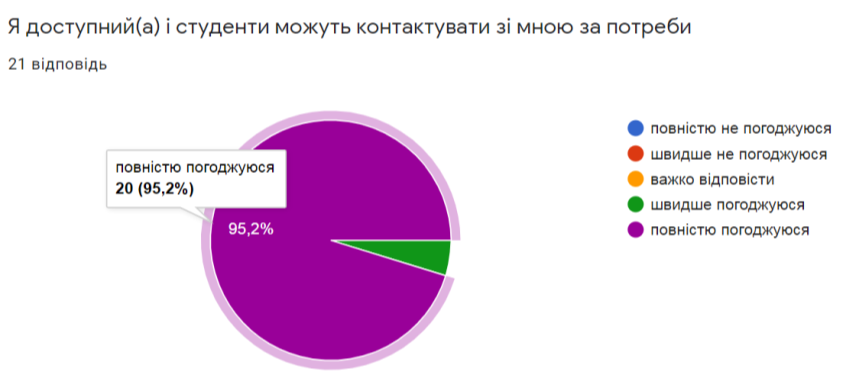 Я доступний(а) і студенти можуть контактувати зі мною за потреби
21 відповідь
повністю погоджуюся
20 (95,2%)
95,2%
повністю не погоджуюся
швидше не погоджуюся
важко відповісти
швидше погоджуюся
повністю погоджуюся